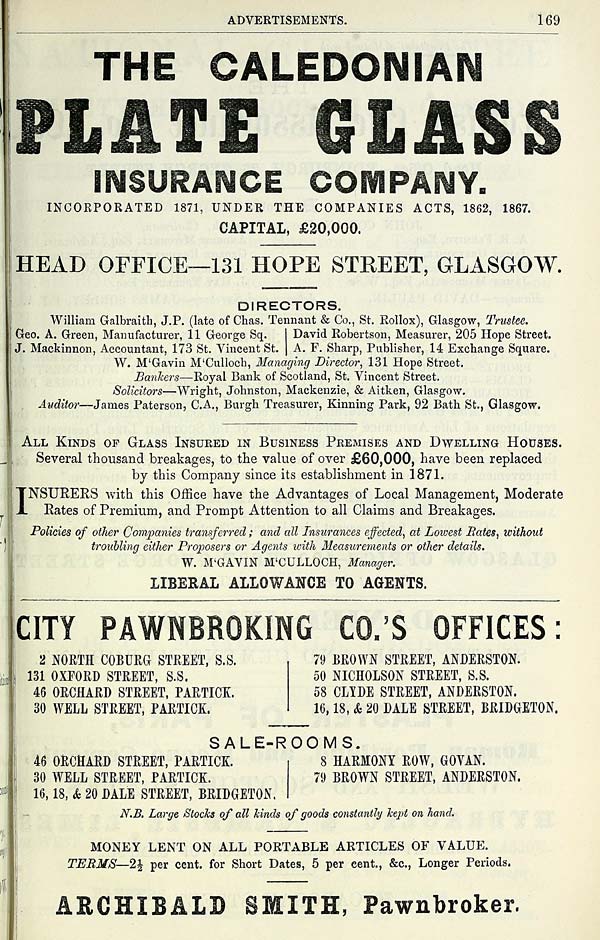 ADVERTISEMENTS. 169
THE CALEDONIAN
PLATE GLASS
INSURANCE COMPANY.
INCORPORATED 1871, UNDER THE COMPANIES ACTS, 1862, 1867.
CAPITAL, £20,000.
HEAD OFFICE—131 HOPE STREET, GLASGOW.
DIRECTORS.
William Galbraith, J.P. (late of Chas. Tennant & Co., St. Rollox), Glasgow, Trustee.
Geo. A. Green, Manufacturer, 11 George Sq. | David Robertson, Measurer, 205 Hope Street.
J. Mackinnon, Accountant, 173 St. Vincent St. | A. F. Sharp, Publisher, 14 Exchange Square.
W. M'Gavin M'Culloch, Managing Director, 131 Hope Street.
Bankers—Royal Bank of Scotland, St. Vincent Street.
Solicitors—Wright, Johnston, Mackenzie, & Aitken, Glasgow.
Auditor—James Paterson, C.A., Burgh Treasurer, Kinning Park, 92 Bath St., Glasgow.
ALL KINDS OF GLASS INSURED IN BUSINESS PREMISES AND DWELLING HOUSES.
Several thousand breakages, to the value of over £60,000, have been replaced
by this Company since its establishment in 1871.
INSURERS with this Office have the Advantages of Local Management, Moderate
Rates of Premium, and Prompt Attention to all Claims and Breakages.
Policies of other Companies transferred; and all Insurances effected, at Lowest Rates, without
troubling either Proposers or Agents with Measurements or other details.
W. M'GAVIN M'CULLOCH, Manager.
LIBERAL ALLOWANCE TO AGENTS.
CITY PAWNBROKING CO.'S OFFICES:
2 NORTH COBURG STREET, S.S. | 79 BROWN STREET, ANDERSTON.
131 OXFORD STREET, S.S. | 50 NICHOLSON STREET, S.S.
46 ORCHARD STREET, PARTICK. | 58 CLYDE STREET, ANDERSTON.
30 WELL STREET, PARTICK. | 16, 18, & 20 DALE STREET, BRIDGETON.
SALE-ROOMS.
46 ORCHARD STREET, PARTICK. | 8 HARMONY ROW, GOVAN.
30 WELL STREET, PARTICK. | 79 BROWN STREET, ANDERSTON.
16, 18, & 20 DALE STREET, BRIDGETON.
N.B. Large Stocks of all kinds of goods constantly kept on hand.
MONEY LENT ON ALL PORTABLE ARTICLES OF VALUE.
TERMS—2½ per cent. for Short Dates, 5 per cent., &c., Longer Periods.
ARCHIBALD SMITH, Pawnbroker.